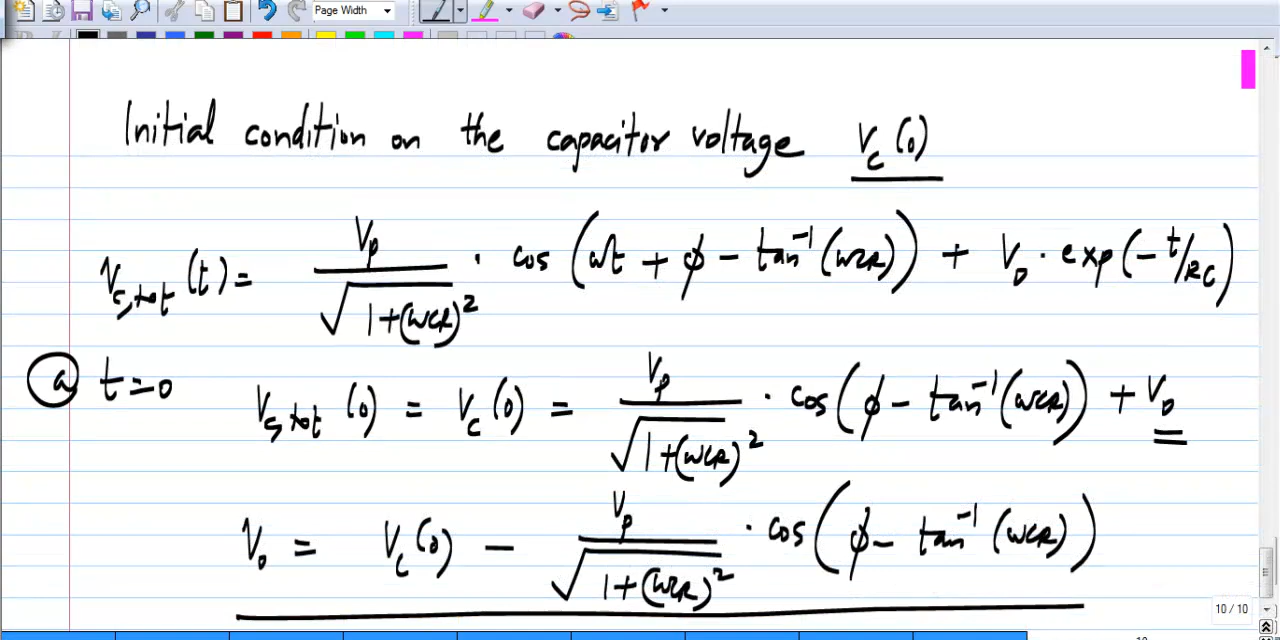 Page Width
Initial condition on the capacitor voltage V_c(0)
V_{c,tot}(t) = V_p / √(1+(ωCR)^2) · cos(ωt + ϕ − tan^{-1}(ωCR)) + V_0 · exp(−t/RC)
@ t=0 V_{c,tot}(0) = V_c(0) = V_p / √(1+(ωCR)^2) · cos(ϕ − tan^{-1}(ωCR)) + V_0
V_0 = V_c(0) − V_p / √(1+(ωCR)^2) · cos(ϕ − tan^{-1}(ωCR))
10 / 10